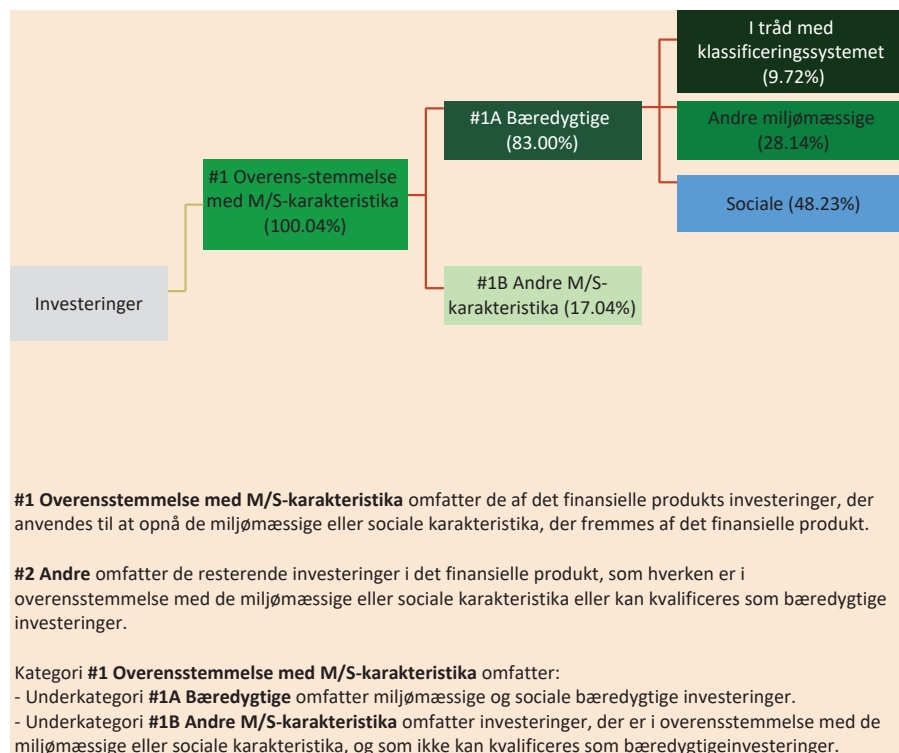 I tråd med
klassificeringssystemet
(9.72%)
#1A Bæredygtige
(83.00%)
Andre miljømæssige
(28.14%)
#1 Overens-stemmelse
med M/S-karakteristika
(100.04%)
Sociale (48.23%)
Investeringer
#1B Andre M/S-
karakteristika (17.04%)
#1 Overensstemmelse med M/S-karakteristika omfatter de af det finansielle produkts investeringer, der
anvendes til at opnå de miljømæssige eller sociale karakteristika, der fremmes af det finansielle produkt.
#2 Andre omfatter de resterende investeringer i det finansielle produkt, som hverken er i
overensstemmelse med de miljømæssige eller sociale karakteristika eller kan kvalificeres som bæredygtige
investeringer.
Kategori #1 Overensstemmelse med M/S-karakteristika omfatter:
- Underkategori #1A Bæredygtige omfatter miljømæssige og sociale bæredygtige investeringer.
- Underkategori #1B Andre M/S-karakteristika omfatter investeringer, der er i overensstemmelse med de
miljømæssige eller sociale karakteristika, og som ikke kan kvalificeres som bæredygtigeinvesteringer.